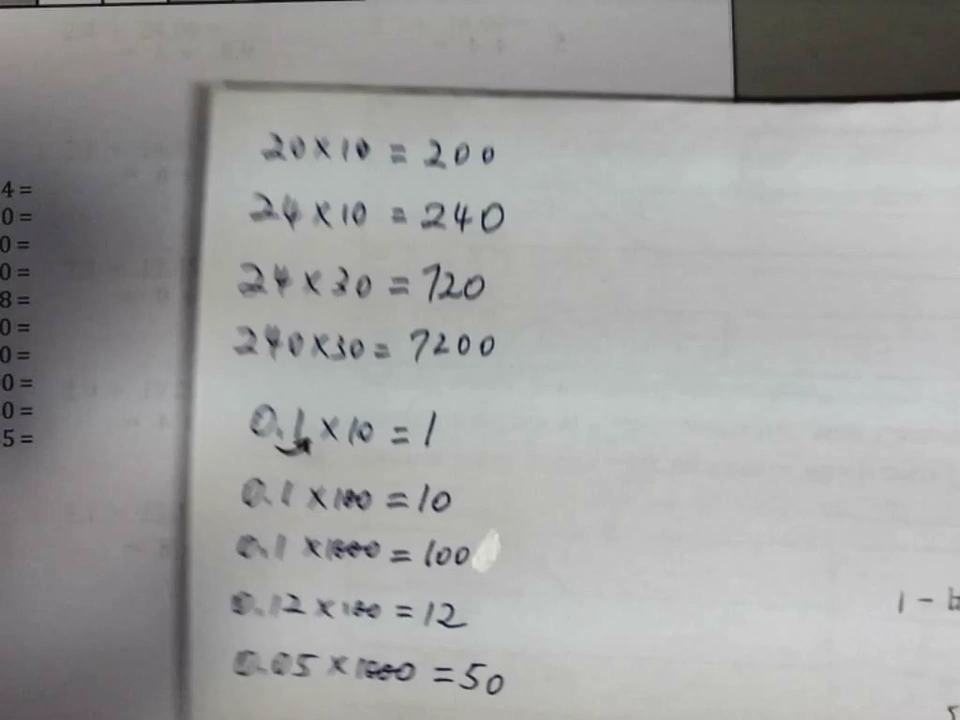 20×10 = 200
24×10 = 240
24×30 = 720
240×30 = 7200
0.1×10 = 1
0.1×100 = 10
0.1×1000 = 100
0.12×100 = 12
0.05×1000 = 50
4 =
0 =
0 =
0 =
8 =
0 =
0 =
0 =
0 =
5 =
1 -